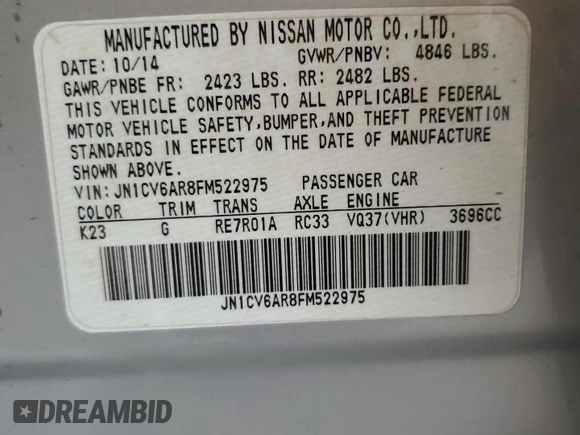 MANUFACTURED BY NISSAN MOTOR CO.,LTD.
DATE: 10/14 GVWR/PNBV: 4846 LBS.
GAWR/PNBE FR: 2423 LBS. RR: 2482 LBS.
THIS VEHICLE CONFORMS TO ALL APPLICABLE FEDERAL
MOTOR VEHICLE SAFETY,BUMPER,AND THEFT PREVENTION
STANDARDS IN EFFECT ON THE DATE OF MANUFACTURE
SHOWN ABOVE.
VIN: JN1CV6AR8FM522975 PASSENGER CAR
COLOR TRIM TRANS AXLE ENGINE
K23 G RE7R01A RC33 VQ37(VHR) 3696CC
JN1CV6AR8FM522975
DREAMBID